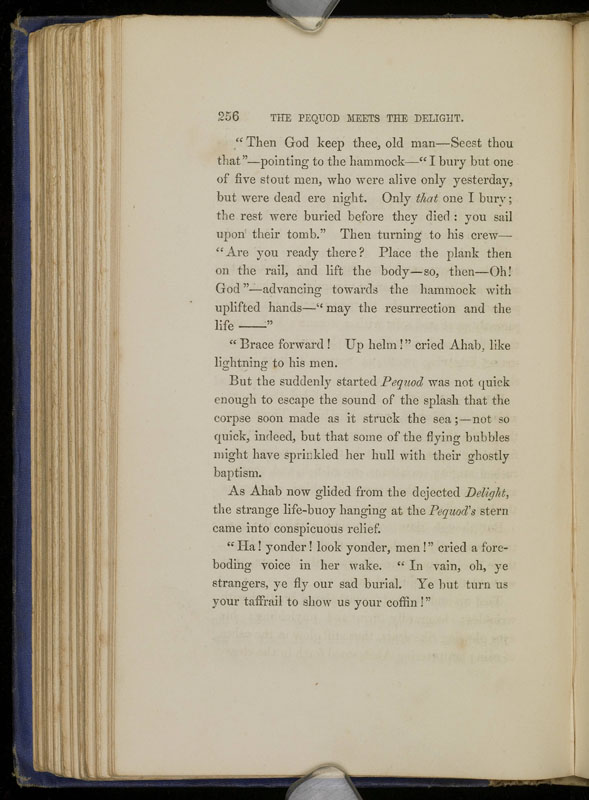 256 THE PEQUOD MEETS THE DELIGHT.
“Then God keep thee, old man—Seest thou
that”—pointing to the hammock—“I bury but one
of five stout men, who were alive only yesterday,
but were dead ere night. Only that one I bury;
the rest were buried before they died: you sail
upon their tomb.” Then turning to his crew—
“Are you ready there? Place the plank then
on the rail, and lift the body—so, then—Oh!
God”—advancing towards the hammock with
uplifted hands—“may the resurrection and the
life ——”
“Brace forward! Up helm!” cried Ahab, like
lightning to his men.
But the suddenly started Pequod was not quick
enough to escape the sound of the splash that the
corpse soon made as it struck the sea;—not so
quick, indeed, but that some of the flying bubbles
might have sprinkled her hull with their ghostly
baptism.
As Ahab now glided from the dejected Delight,
the strange life-buoy hanging at the Pequod’s stern
came into conspicuous relief.
“Ha! yonder! look yonder, men!” cried a fore-
boding voice in her wake. “In vain, oh, ye
strangers, ye fly our sad burial. Ye but turn us
your taffrail to show us your coffin!”